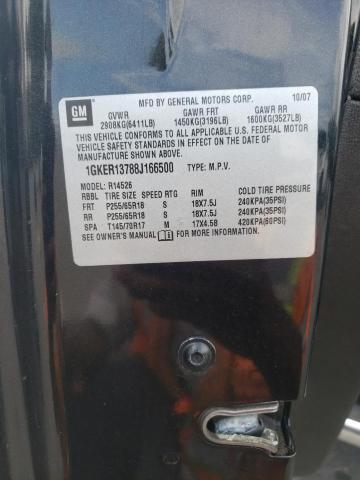 GM
MFD BY GENERAL MOTORS CORP. 10/07
GVWR GAWR FRT GAWR RR
2908KG(6411LB) 1450KG(3196LB) 1600KG(3527LB)
THIS VEHICLE CONFORMS TO ALL APPLICABLE U.S. FEDERAL MOTOR
VEHICLE SAFETY STANDARDS IN EFFECT ON THE DATE OF
MANUFACTURE SHOWN ABOVE.
1GKER13788J166500 TYPE: M.P.V.
MODEL: R14526
RBBL TIRE SIZE SPEED RTG RIM COLD TIRE PRESSURE
FRT P255/65R18 S 18X7.5J 240KPA(35PSI)
RR P255/65R18 S 18X7.5J 240KPA(35PSI)
SPA T145/70R17 M 17X4.5B 420KPA(60PSI)
SEE OWNER'S MANUAL FOR MORE INFORMATION.